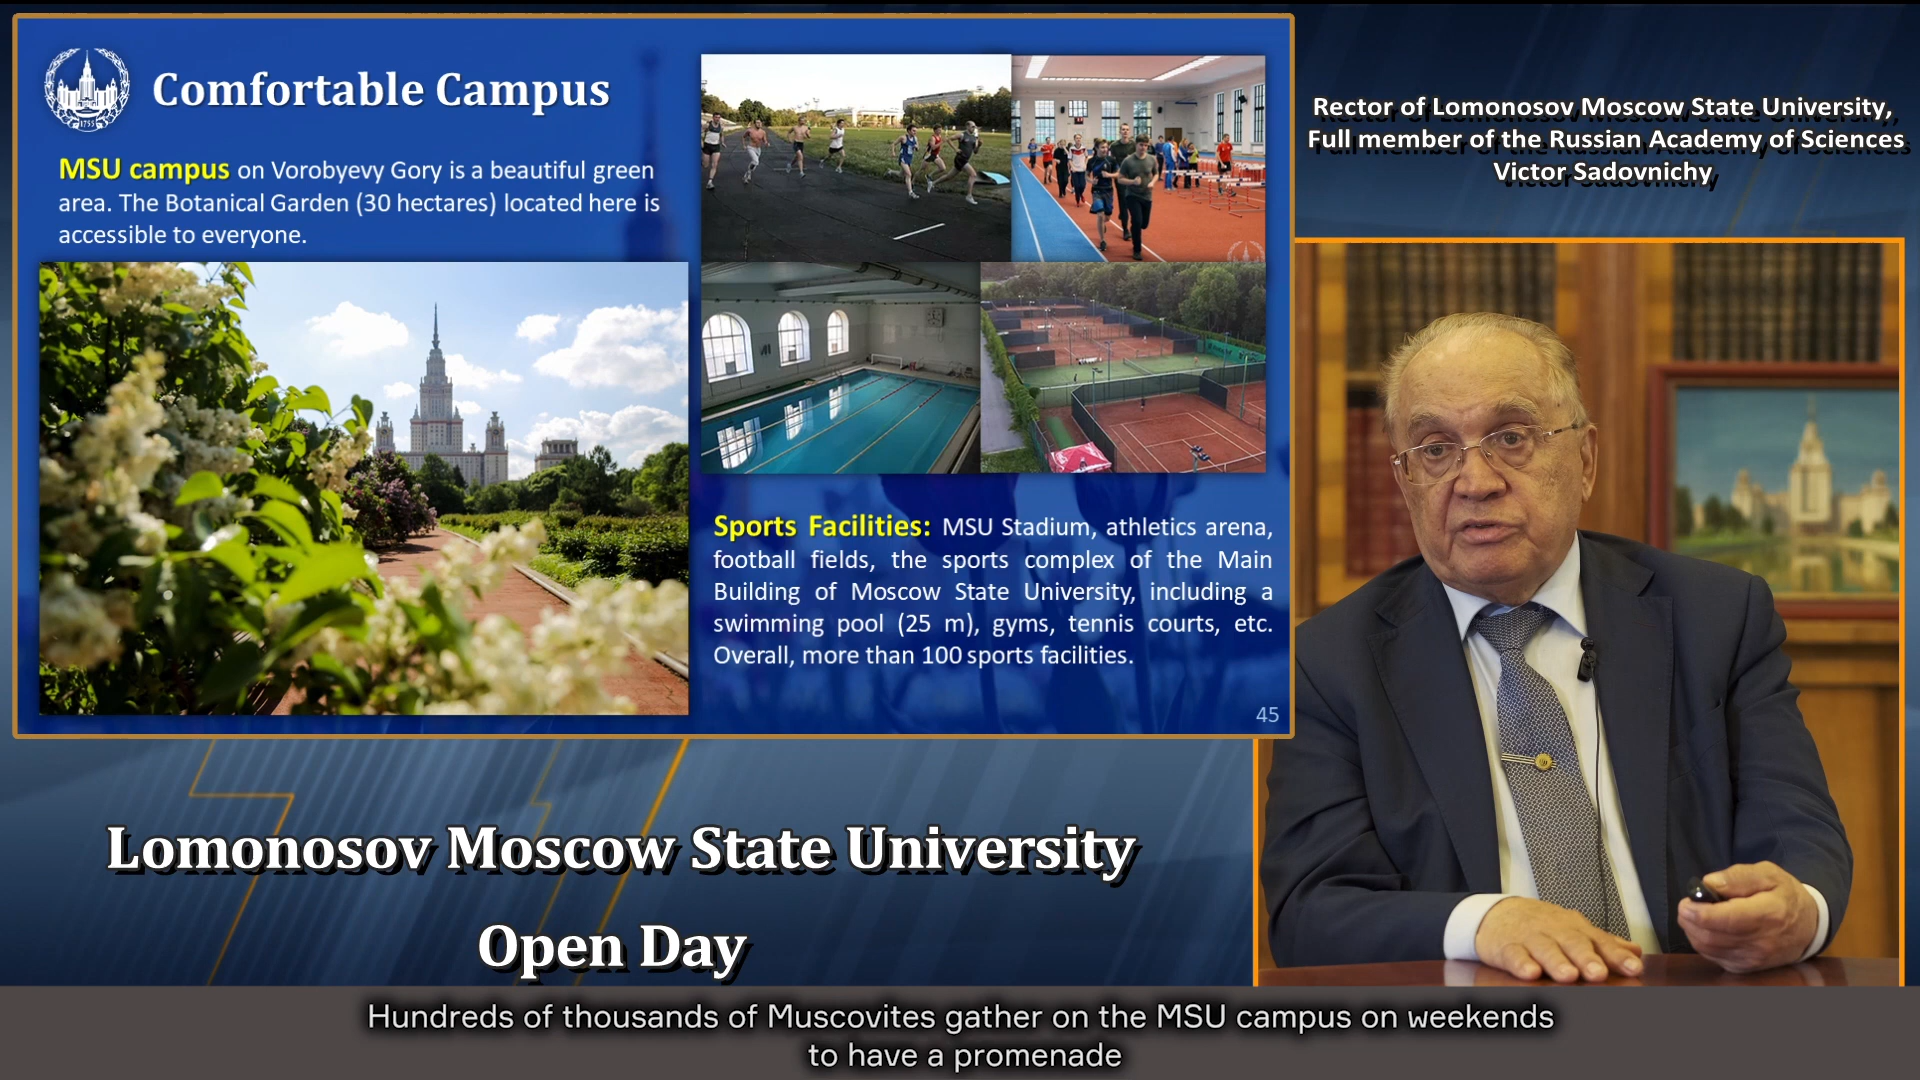 Comfortable Campus
MSU campus on Vorobyevy Gory is a beautiful green
area. The Botanical Garden (30 hectares) located here is
accessible to everyone.
Sports Facilities: MSU Stadium, athletics arena,
football fields, the sports complex of the Main
Building of Moscow State University, including a
swimming pool (25 m), gyms, tennis courts, etc.
Overall, more than 100 sports facilities.
45
Rector of Lomonosov Moscow State University,
Full member of the Russian Academy of Sciences
Victor Sadovnichy
Lomonosov Moscow State University
Open Day
Hundreds of thousands of Muscovites gather on the MSU campus on weekends
to have a promenade
1755